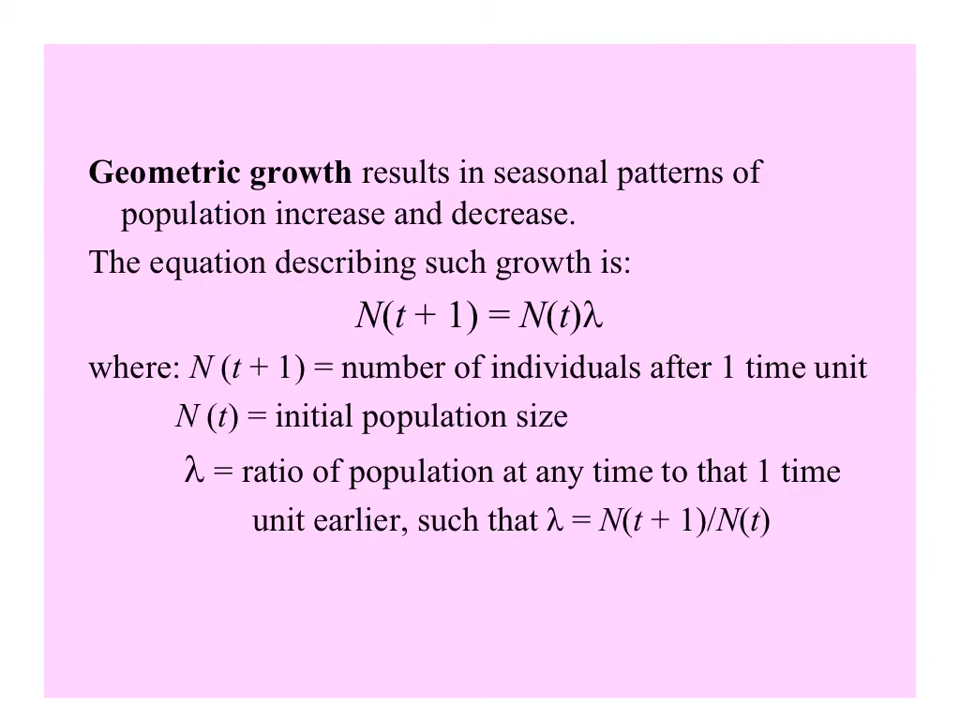 Geometric growth results in seasonal patterns of
population increase and decrease.
The equation describing such growth is:
N(t + 1) = N(t)λ
where: N (t + 1) = number of individuals after 1 time unit
N (t) = initial population size
λ = ratio of population at any time to that 1 time
unit earlier, such that λ = N(t + 1)/N(t)